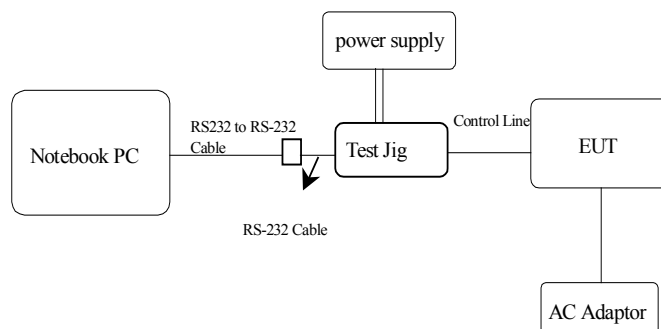 power supply
RS232 to RS-232
Cable
Control Line
Notebook PC
Test Jig
EUT
RS-232 Cable
AC Adaptor